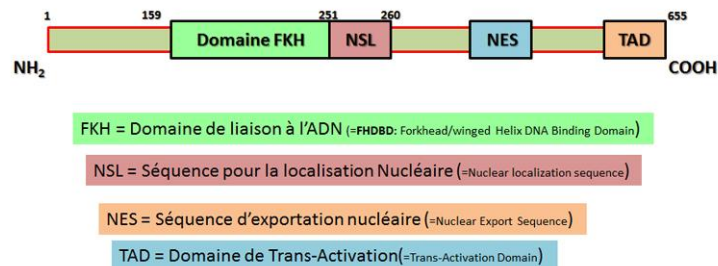 1 159 251 260 655
Domaine FKH NSL NES TAD
NH2 COOH
FKH = Domaine de liaison à l'ADN (=FHDBD: Forkhead/winged Helix DNA Binding Domain)
NSL = Séquence pour la localisation Nucléaire (=Nuclear localization sequence)
NES = Séquence d'exportation nucléaire (=Nuclear Export Sequence)
TAD = Domaine de Trans-Activation(=Trans-Activation Domain)